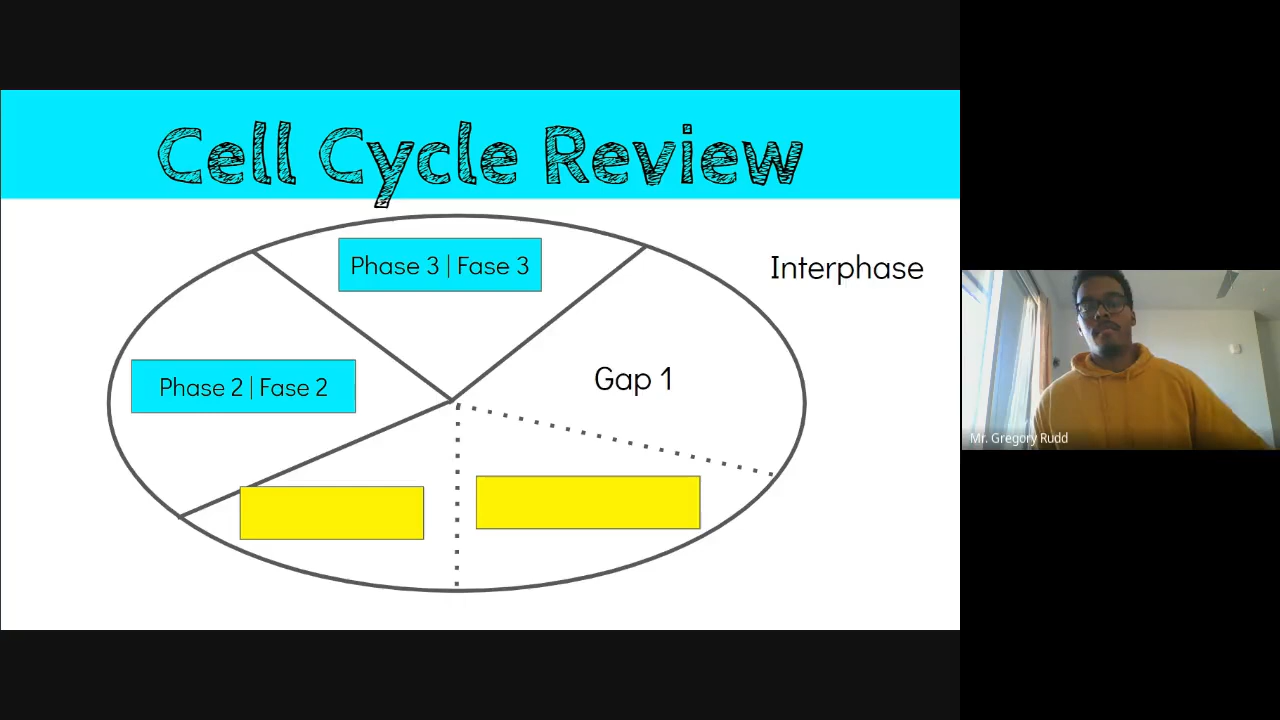 Cell Cycle Review
Phase 3 | Fase 3
Interphase
Phase 2 | Fase 2
Gap 1
Mr. Gregory Rudd